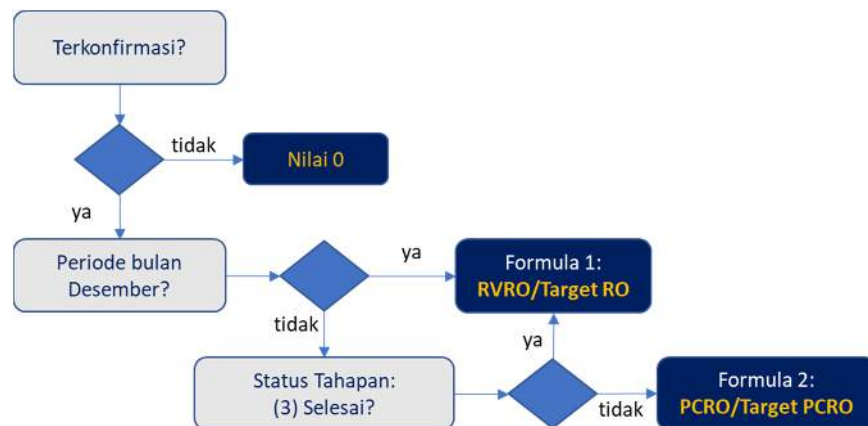 Terkonfirmasi?
tidak
Nilai 0
ya
Periode bulan
Desember?
ya
Formula 1:
RVRO/Target RO
tidak
ya
Status Tahapan:
(3) Selesai?
tidak
Formula 2:
PCRO/Target PCRO